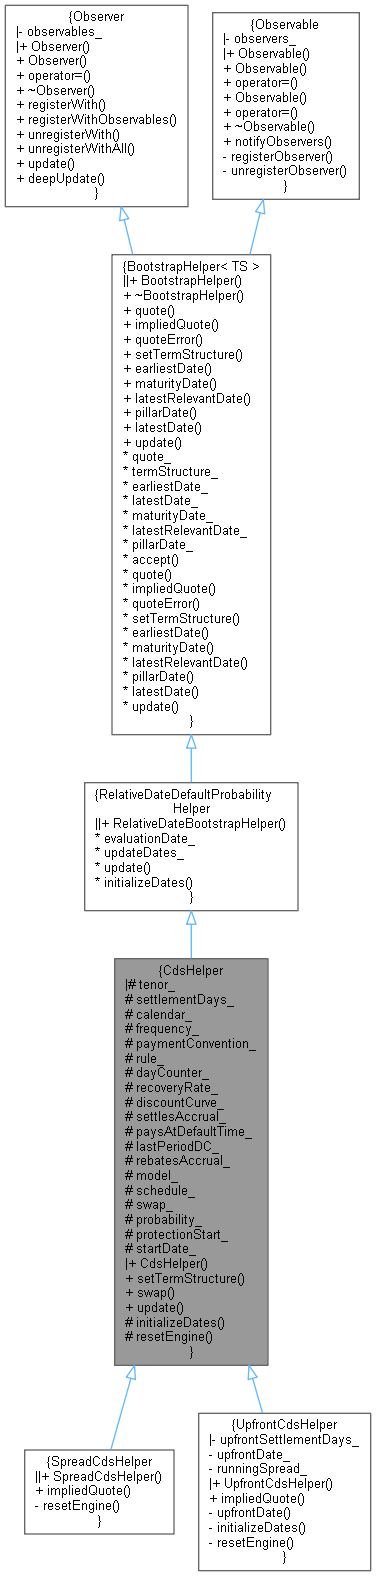 {Observer
|- observables_
|+ Observer()
+ Observer()
+ operator=()
+ ~Observer()
+ registerWith()
+ registerWithObservables()
+ unregisterWith()
+ unregisterWithAll()
+ update()
+ deepUpdate()
}
{Observable
|- observers_
|+ Observable()
+ Observable()
+ operator=()
+ Observable()
+ operator=()
+ ~Observable()
+ notifyObservers()
- registerObserver()
- unregisterObserver()
}
{BootstrapHelper< TS >
||+ BootstrapHelper()
+ ~BootstrapHelper()
+ quote()
+ impliedQuote()
+ quoteError()
+ setTermStructure()
+ earliestDate()
+ maturityDate()
+ latestRelevantDate()
+ pillarDate()
+ latestDate()
+ update()
* quote_
* termStructure_
* earliestDate_
* latestDate_
* maturityDate_
* latestRelevantDate_
* pillarDate_
* accept()
* quote()
* impliedQuote()
* quoteError()
* setTermStructure()
* earliestDate()
* maturityDate()
* latestRelevantDate()
* pillarDate()
* latestDate()
* update()
}
{RelativeDateDefaultProbability
Helper
||+ RelativeDateBootstrapHelper()
* evaluationDate_
* updateDates_
* update()
* initializeDates()
}
{CdsHelper
|# tenor_
# settlementDays_
# calendar_
# frequency_
# paymentConvention_
# rule_
# dayCounter_
# recoveryRate_
# discountCurve_
# settlesAccrual_
# paysAtDefaultTime_
# lastPeriodDC_
# rebatesAccrual_
# model_
# schedule_
# swap_
# probability_
# protectionStart_
# startDate_
|+ CdsHelper()
+ setTermStructure()
+ swap()
+ update()
# initializeDates()
# resetEngine()
}
{SpreadCdsHelper
||+ SpreadCdsHelper()
+ impliedQuote()
- resetEngine()
}
{UpfrontCdsHelper
|- upfrontSettlementDays_
- upfrontDate_
- runningSpread_
|+ UpfrontCdsHelper()
+ impliedQuote()
- upfrontDate()
- initializeDates()
- resetEngine()
}